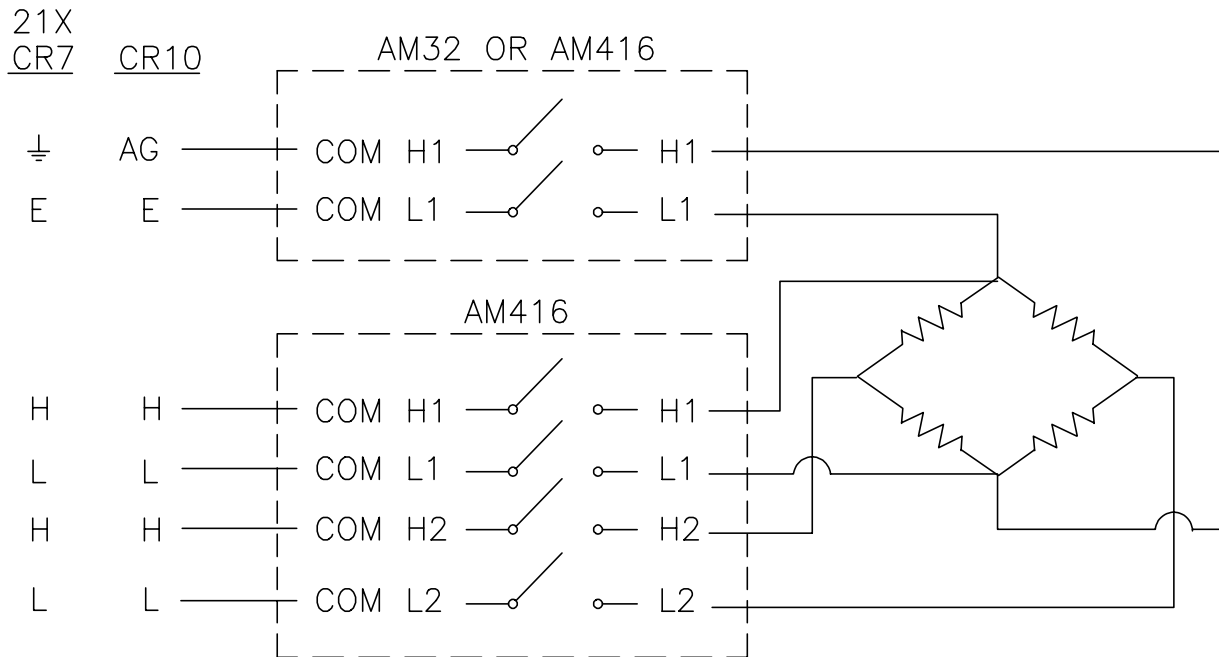 21X
CR7 CR10
AM32 OR AM416
AG COM H1 H1
E E COM L1 L1
AM416
H H COM H1 H1
L L COM L1 L1
H H COM H2 H2
L L COM L2 L2